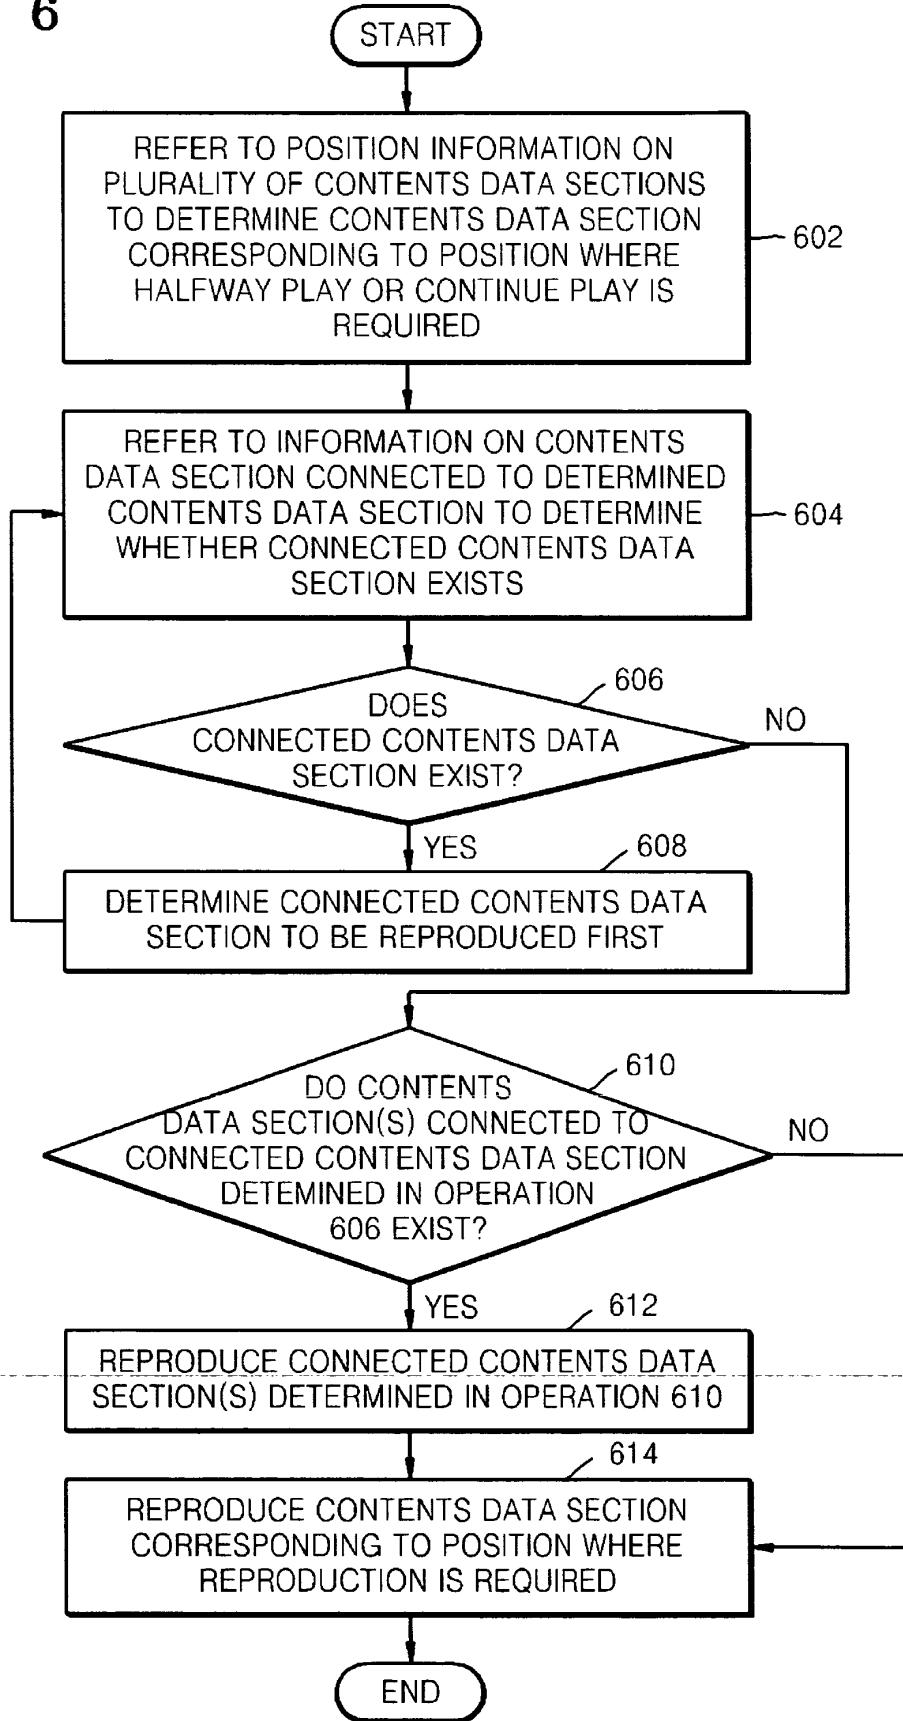 6
START
REFER TO POSITION INFORMATION ON
PLURALITY OF CONTENTS DATA SECTIONS
TO DETERMINE CONTENTS DATA SECTION
CORRESPONDING TO POSITION WHERE
HALFWAY PLAY OR CONTINUE PLAY IS
REQUIRED
602
REFER TO INFORMATION ON CONTENTS
DATA SECTION CONNECTED TO DETERMINED
CONTENTS DATA SECTION TO DETERMINE
WHETHER CONNECTED CONTENTS DATA
SECTION EXISTS
604
606
DOES
CONNECTED CONTENTS DATA
SECTION EXIST?
NO
YES
608
DETERMINE CONNECTED CONTENTS DATA
SECTION TO BE REPRODUCED FIRST
610
DO CONTENTS
DATA SECTION(S) CONNECTED TO
CONNECTED CONTENTS DATA SECTION
DETEMINED IN OPERATION
606 EXIST?
NO
YES
612
REPRODUCE CONNECTED CONTENTS DATA
SECTION(S) DETERMINED IN OPERATION 610
614
REPRODUCE CONTENTS DATA SECTION
CORRESPONDING TO POSITION WHERE
REPRODUCTION IS REQUIRED
END